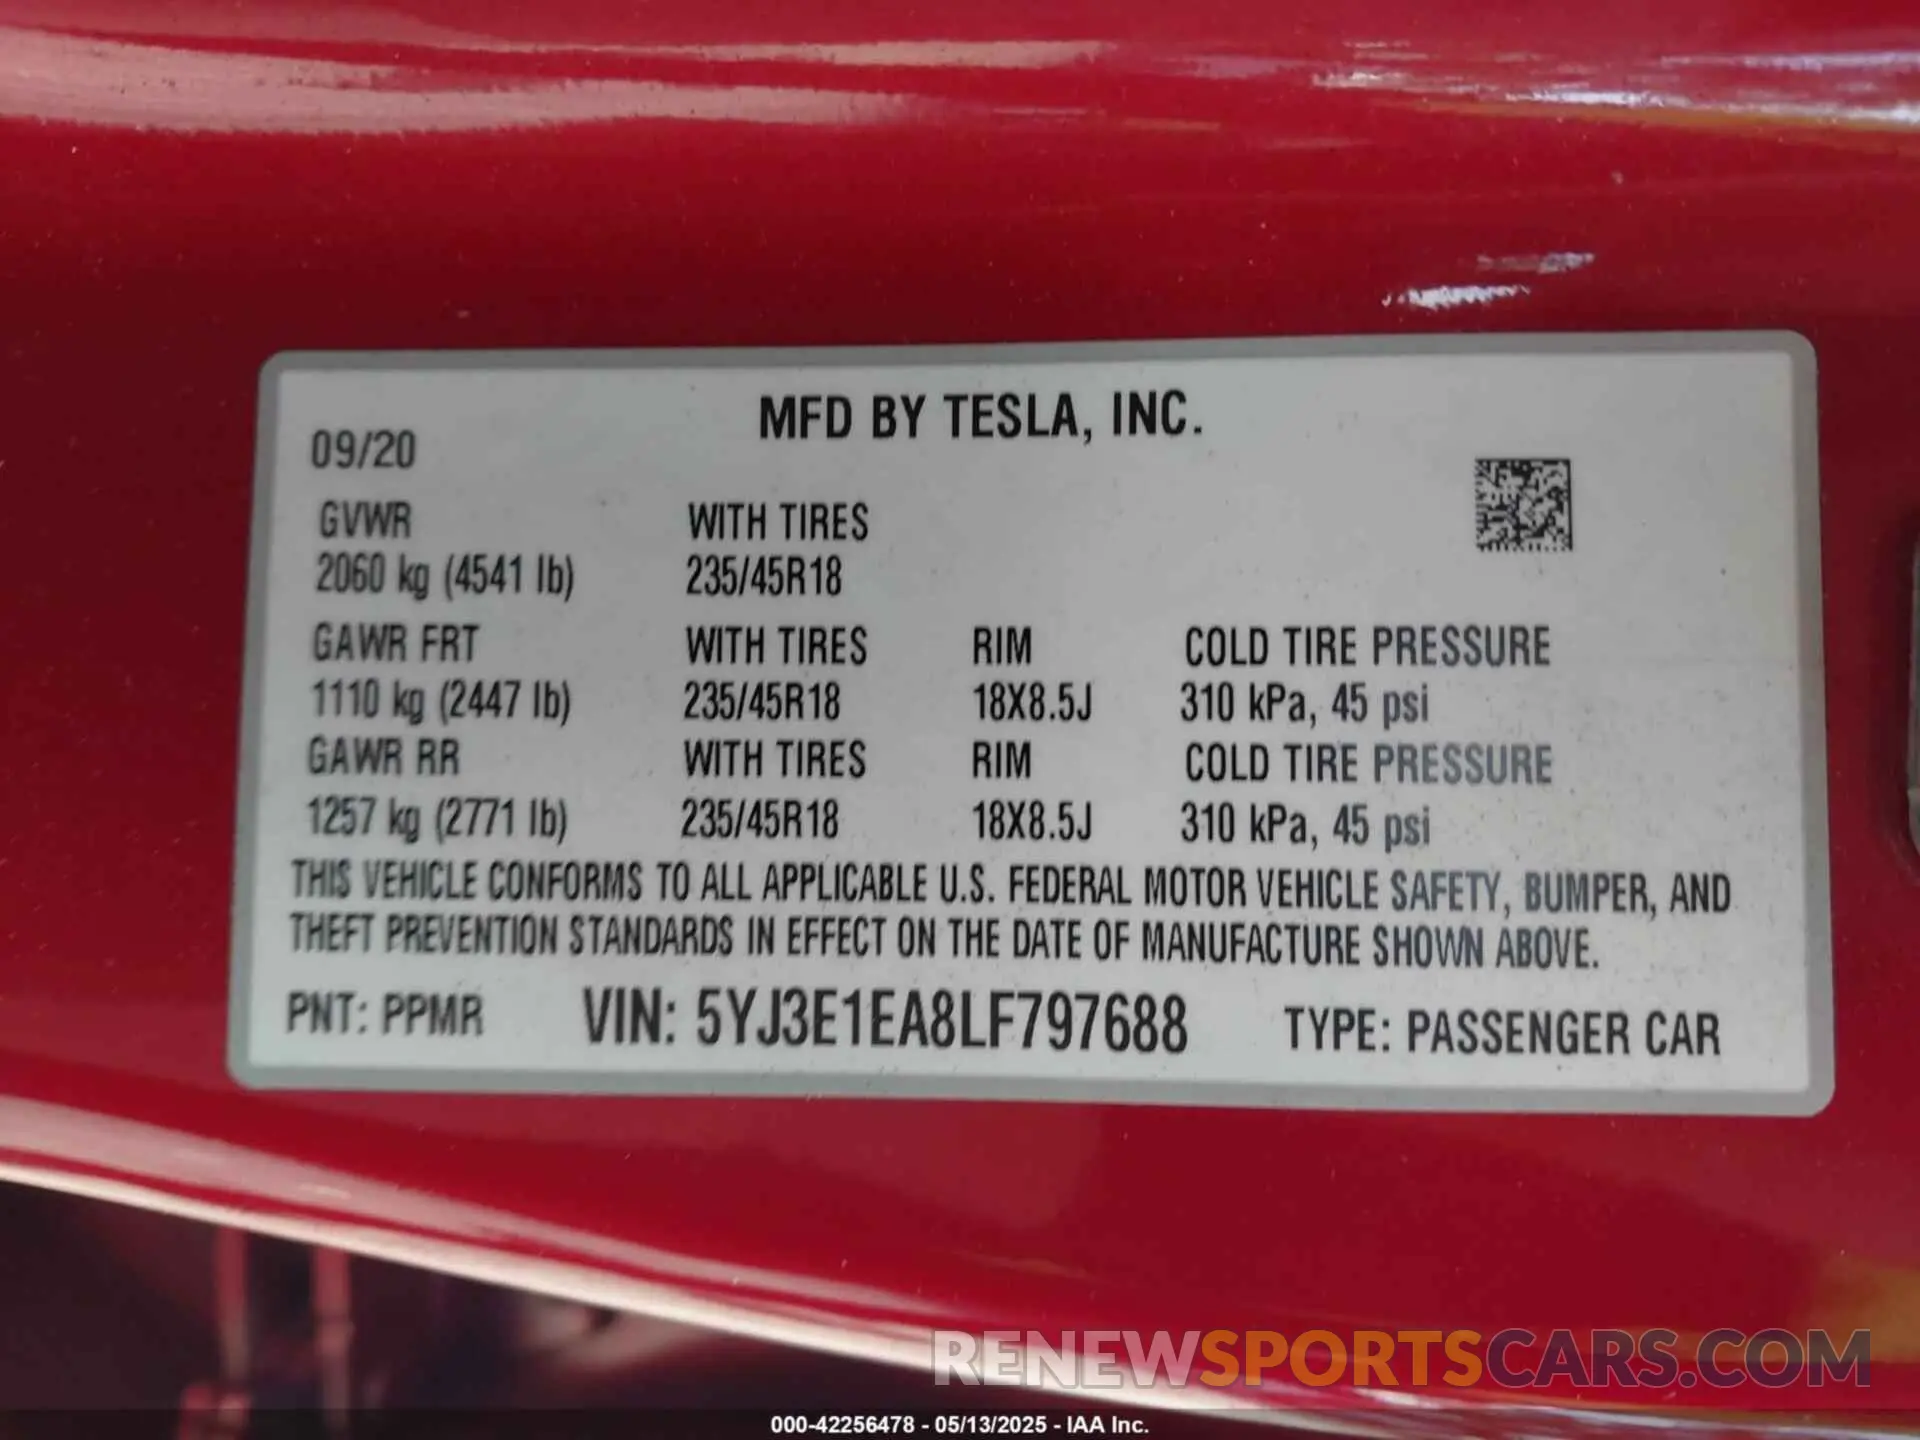 MFD BY TESLA, INC.
09/20
GVWR WITH TIRES
2060 kg (4541 lb) 235/45R18
GAWR FRT WITH TIRES RIM COLD TIRE PRESSURE
1110 kg (2447 lb) 235/45R18 18X8.5J 310 kPa, 45 psi
GAWR RR WITH TIRES RIM COLD TIRE PRESSURE
1257 kg (2771 lb) 235/45R18 18X8.5J 310 kPa, 45 psi
THIS VEHICLE CONFORMS TO ALL APPLICABLE U.S. FEDERAL MOTOR VEHICLE SAFETY, BUMPER, AND
THEFT PREVENTION STANDARDS IN EFFECT ON THE DATE OF MANUFACTURE SHOWN ABOVE.
PNT: PPMR VIN: 5YJ3E1EA8LF797688 TYPE: PASSENGER CAR
RENEWSPORTSCARS.COM
000-42256478 - 05/13/2025 - IAA Inc.